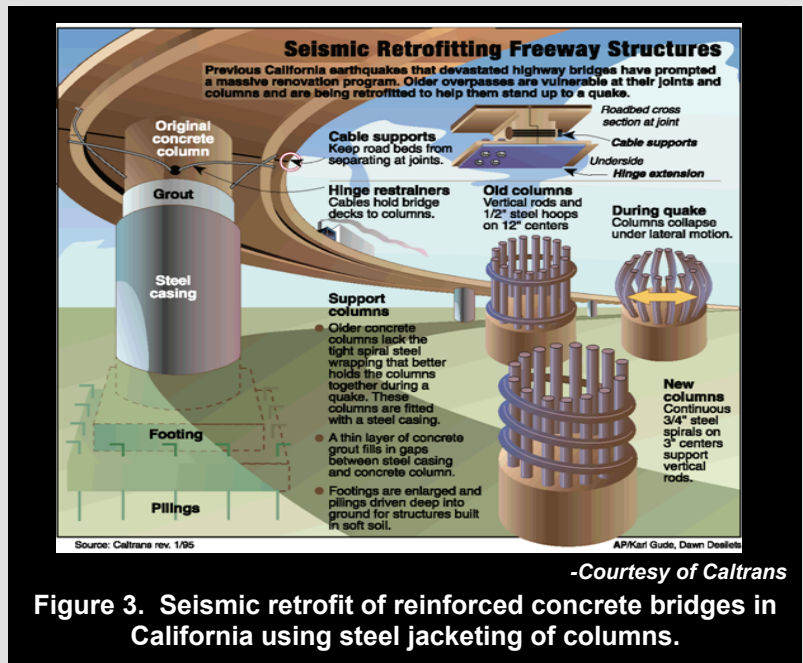 Seismic Retrofitting Freeway Structures
Previous California earthquakes that devastated highway bridges have prompted
a massive renovation program. Older overpasses are vulnerable at their joints and
columns and are being retrofitted to help them stand up to a quake.
Original
concrete
column
Grout
Steel
casing
Footing
Pilings
Cable supports
Keep road beds from
separating at joints.
Hinge restrainers
Cables hold bridge
decks to columns.
Roadbed cross
section at joint
Cable supports
Underside
Hinge extension
Old columns
Vertical rods and
1/2" steel hoops
on 12" centers
During quake
Columns collapse
under lateral motion.
Support
columns
● Older concrete
columns lack the
tight spiral steel
wrapping that better
holds the columns
together during a
quake. These
columns are fitted
with a steel casing.
● A thin layer of concrete
grout fills in gaps
between steel casing
and concrete column.
● Footings are enlarged and
pilings driven deep into
ground for structures built
in soft soil.
New
columns
Continuous
3/4" steel
spirals on
3" centers
support
vertical
rods.
Source: Caltrans rev. 1/95
AP/Karl Gude, Dawn Desilets
-Courtesy of Caltrans
Figure 3. Seismic retrofit of reinforced concrete bridges in
California using steel jacketing of columns.